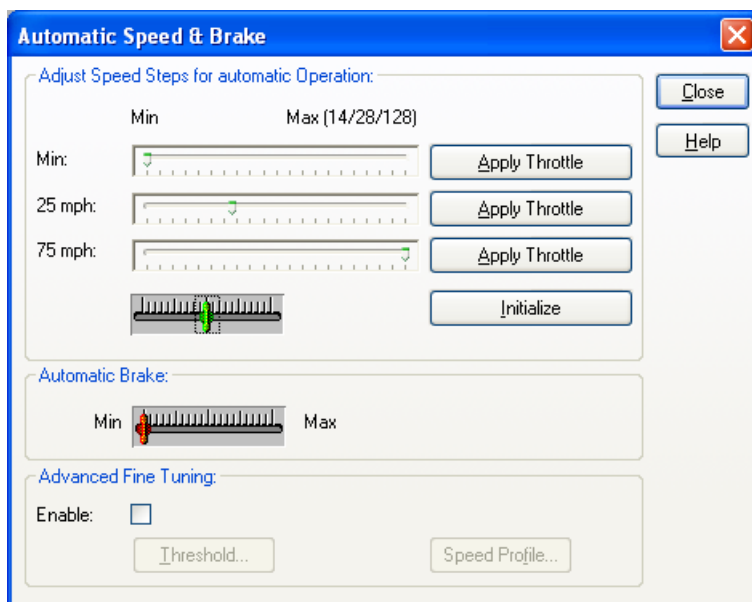 Automatic Speed & Brake
Adjust Speed Steps for automatic Operation:
Close
Min Max (14/28/128)
Help
Min: Apply Throttle
25 mph: Apply Throttle
75 mph: Apply Throttle
Initialize
Automatic Brake:
Min Max
Advanced Fine Tuning:
Enable:
Threshold... Speed Profile...